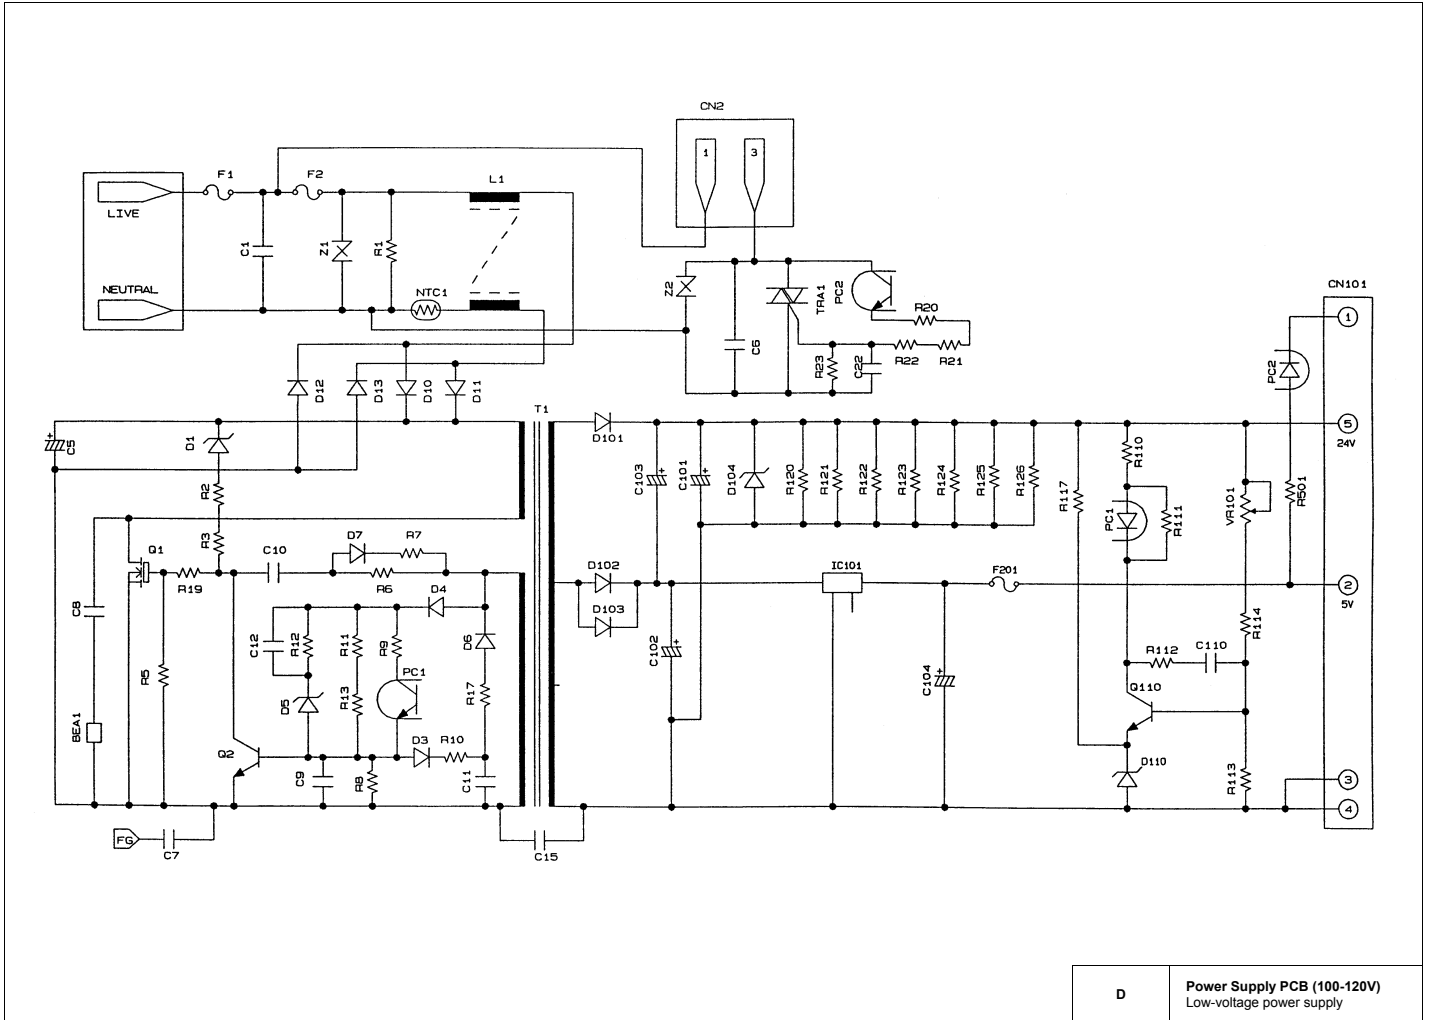 CN2
1 3
F1 F2 L1
LIVE
C1 Z1 R1
NEUTRAL NTC1
Z2 C6 TRA1 PC2 R20
R23 C22 R22 R21
CN101
1
PC2
D12 D13 D10 D11
T1
C5 D1 D101
5
24V
R2 C103 C101 D104 R120 R121 R122 R123 R124 R125 R126 R117 R110 VR101 R501
PC1 R111
R3
Q1 C10 D7 R7
R19 R6 D102 IC101 F201 2
5V
C8 C12 R12 R11 R9 D4 D6 D103
C102 R114
R5 D5 R13 PC1 R17 C104 R112 C110
Q110
BEA1 Q2 D3 R10
C9 R8 C11 D110 R113 3
4
FG C7 C15
D
Power Supply PCB (100-120V)
Low-voltage power supply